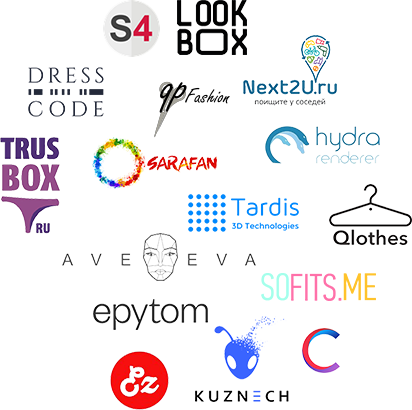 S4
LOOK
BOX
DRESS
CODE
qp Fashion
Next2U.ru
поищите у соседей
hydra
renderer
TRUS
BOX
RU
SARAFAN
Tardis
3D Technologies
Qlothes
AVE EVA
SOFITS.ME
epytom
C
Ez
KUZNECH